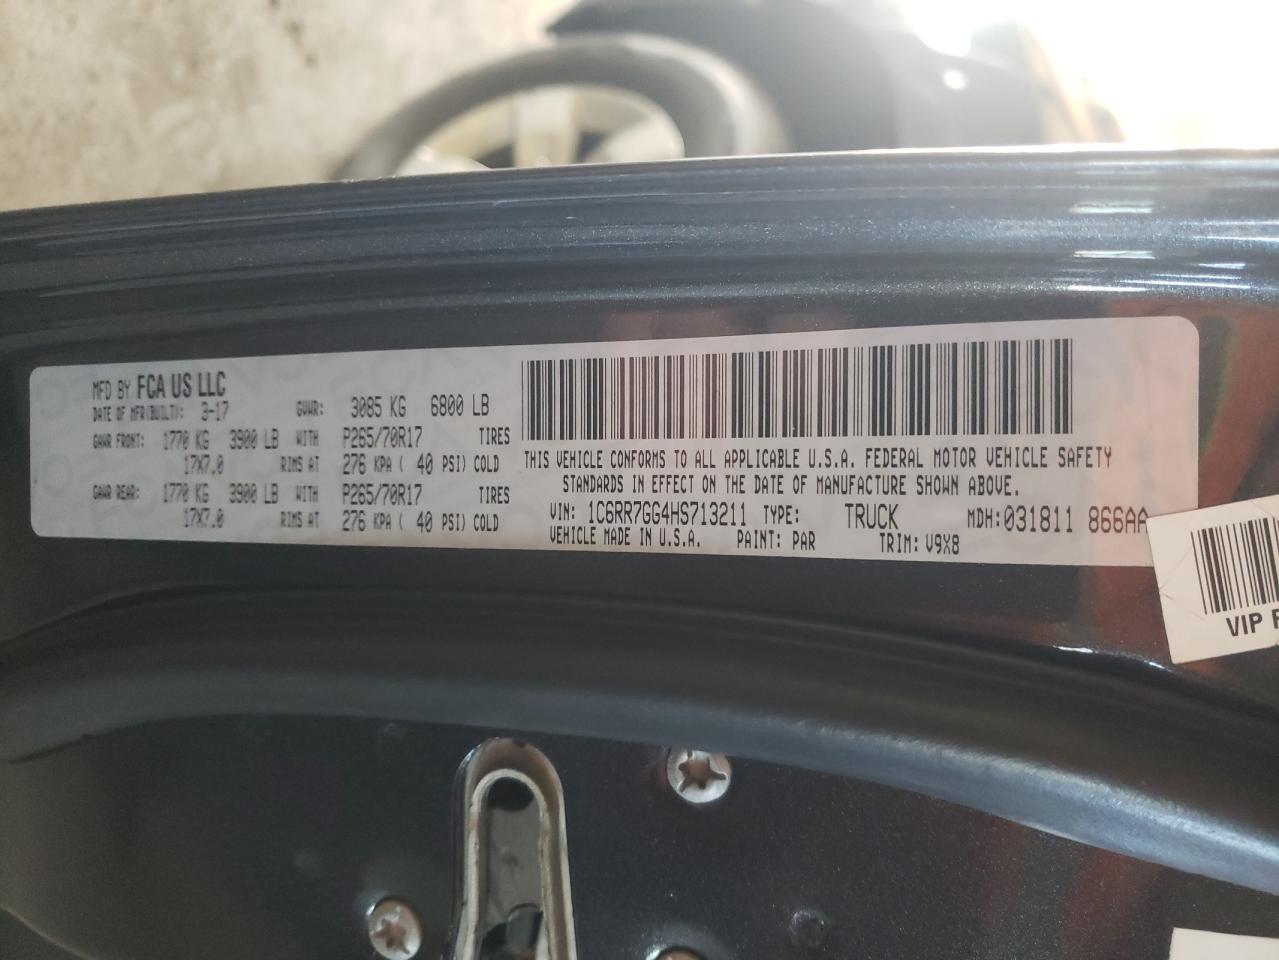 MFD BY FCA US LLC
DATE OF MFR(BUILT): 3-17 GVWR: 3085 KG 6800 LB
GAWR FRONT: 1770 KG 3900 LB WITH P265/70R17 TIRES
17X7.0 RIMS AT 276 KPA ( 40 PSI) COLD
GAWR REAR: 1770 KG 3900 LB WITH P265/70R17 TIRES
17X7.0 RIMS AT 276 KPA ( 40 PSI) COLD
THIS VEHICLE CONFORMS TO ALL APPLICABLE U.S.A. FEDERAL MOTOR VEHICLE SAFETY
STANDARDS IN EFFECT ON THE DATE OF MANUFACTURE SHOWN ABOVE.
VIN: 1C6RR7GG4HS713211 TYPE: TRUCK MDH:031811 866AA
VEHICLE MADE IN U.S.A. PAINT: PAR TRIM: V9X8
VIP